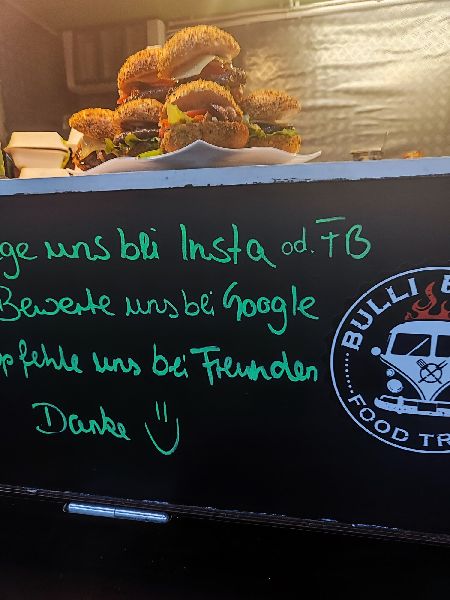 ge uns bei Insta od. FB
Bewerte uns bei Google
pfehle uns bei Freunden
Danke
BULLI B
FOOD TR